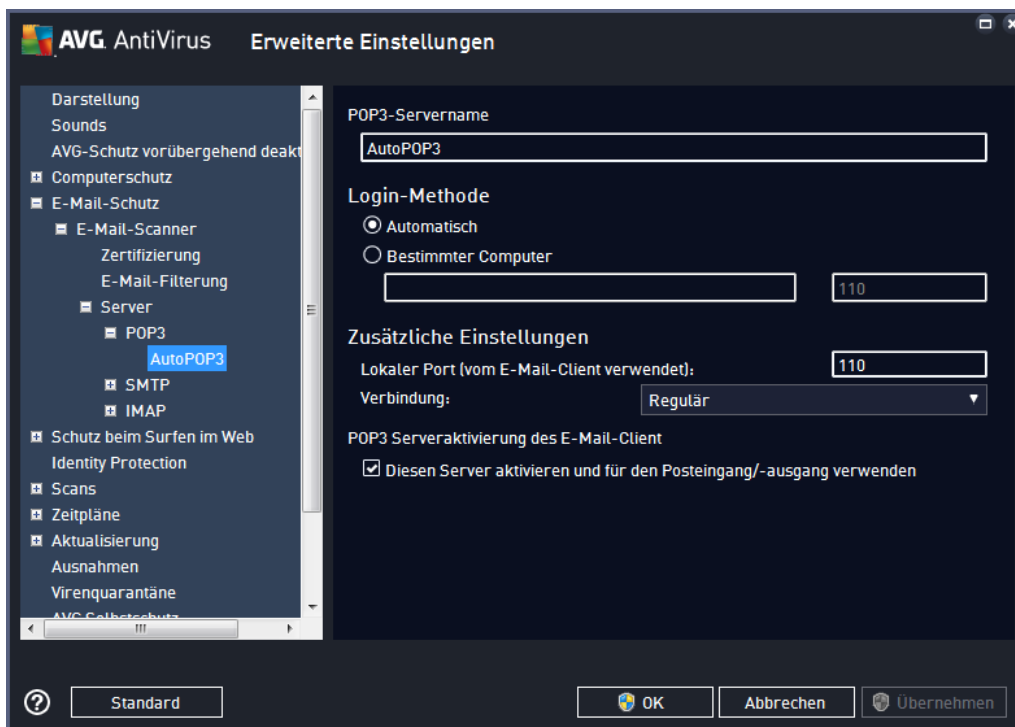 AVG AntiVirus Erweiterte Einstellungen
Darstellung
Sounds
AVG-Schutz vorübergehend deakt
Computerschutz
E-Mail-Schutz
E-Mail-Scanner
Zertifizierung
E-Mail-Filterung
Server
POP3
AutoPOP3
SMTP
IMAP
Schutz beim Surfen im Web
Identity Protection
Scans
Zeitpläne
Aktualisierung
Ausnahmen
Virenquarantäne
AVG Selbstschutz
POP3-Servername
AutoPOP3
Login-Methode
Automatisch
Bestimmter Computer
110
Zusätzliche Einstellungen
Lokaler Port (vom E-Mail-Client verwendet): 110
Verbindung: Regulär
POP3 Serveraktivierung des E-Mail-Client
Diesen Server aktivieren und für den Posteingang/-ausgang verwenden
? Standard OK Abbrechen Übernehmen